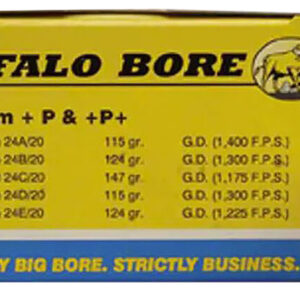 FALO BORE
m + P & +P+
24A/20 115 gr. G.D. (1,400 F.P.S.)
24B/20 124 gr. G.D. (1,300 F.P.S.)
24C/20 147 gr. G.D. (1,175 F.P.S.)
24D/20 115 gr. G.D. (1,300 F.P.S.)
24E/20 124 gr. G.D. (1,225 F.P.S.)
Y BIG BORE. STRICTLY BUSINESS.